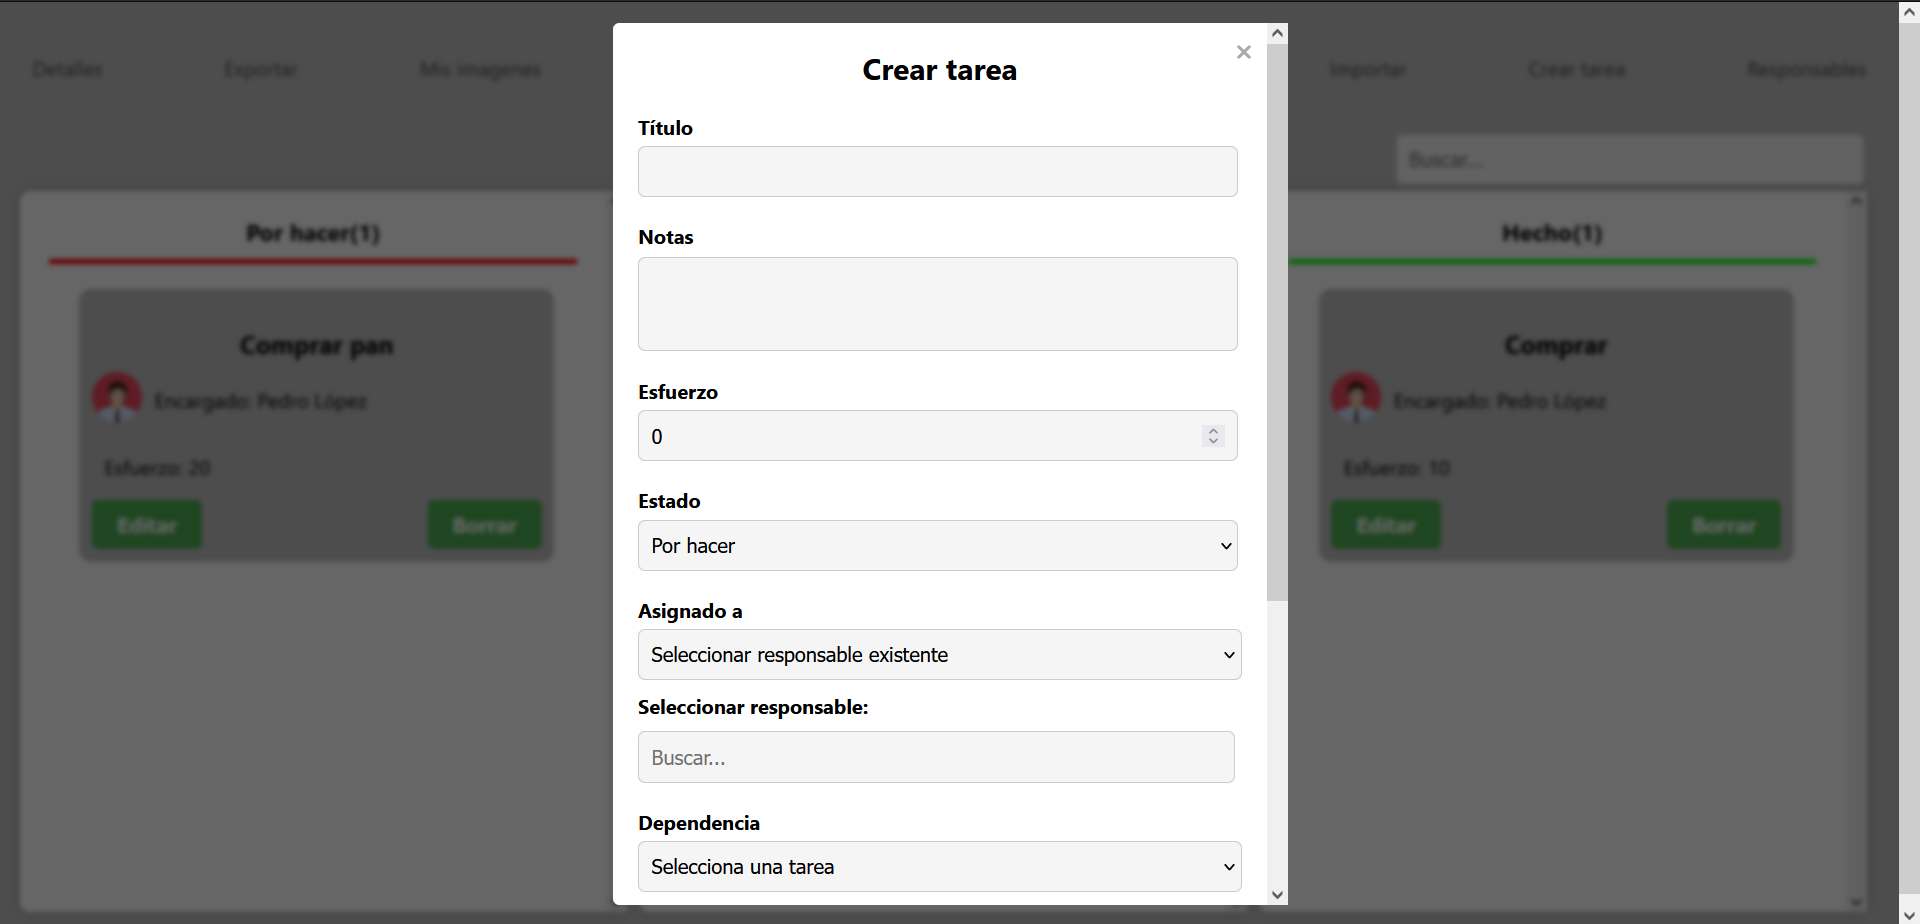 Detalles
Exportar
Mis imagenes
Importar
Crear tarea
Responsables
Buscar...
Por hacer(1)
Comprar pan
Encargado: Pedro López
Esfuerzo: 20
Editar
Borrar
×
Crear tarea
Título
Notas
Esfuerzo
0
Estado
Por hacer
Asignado a
Seleccionar responsable existente
Seleccionar responsable:
Buscar...
Dependencia
Selecciona una tarea
Hecho(1)
Comprar
Encargado: Pedro López
Esfuerzo: 10
Editar
Borrar